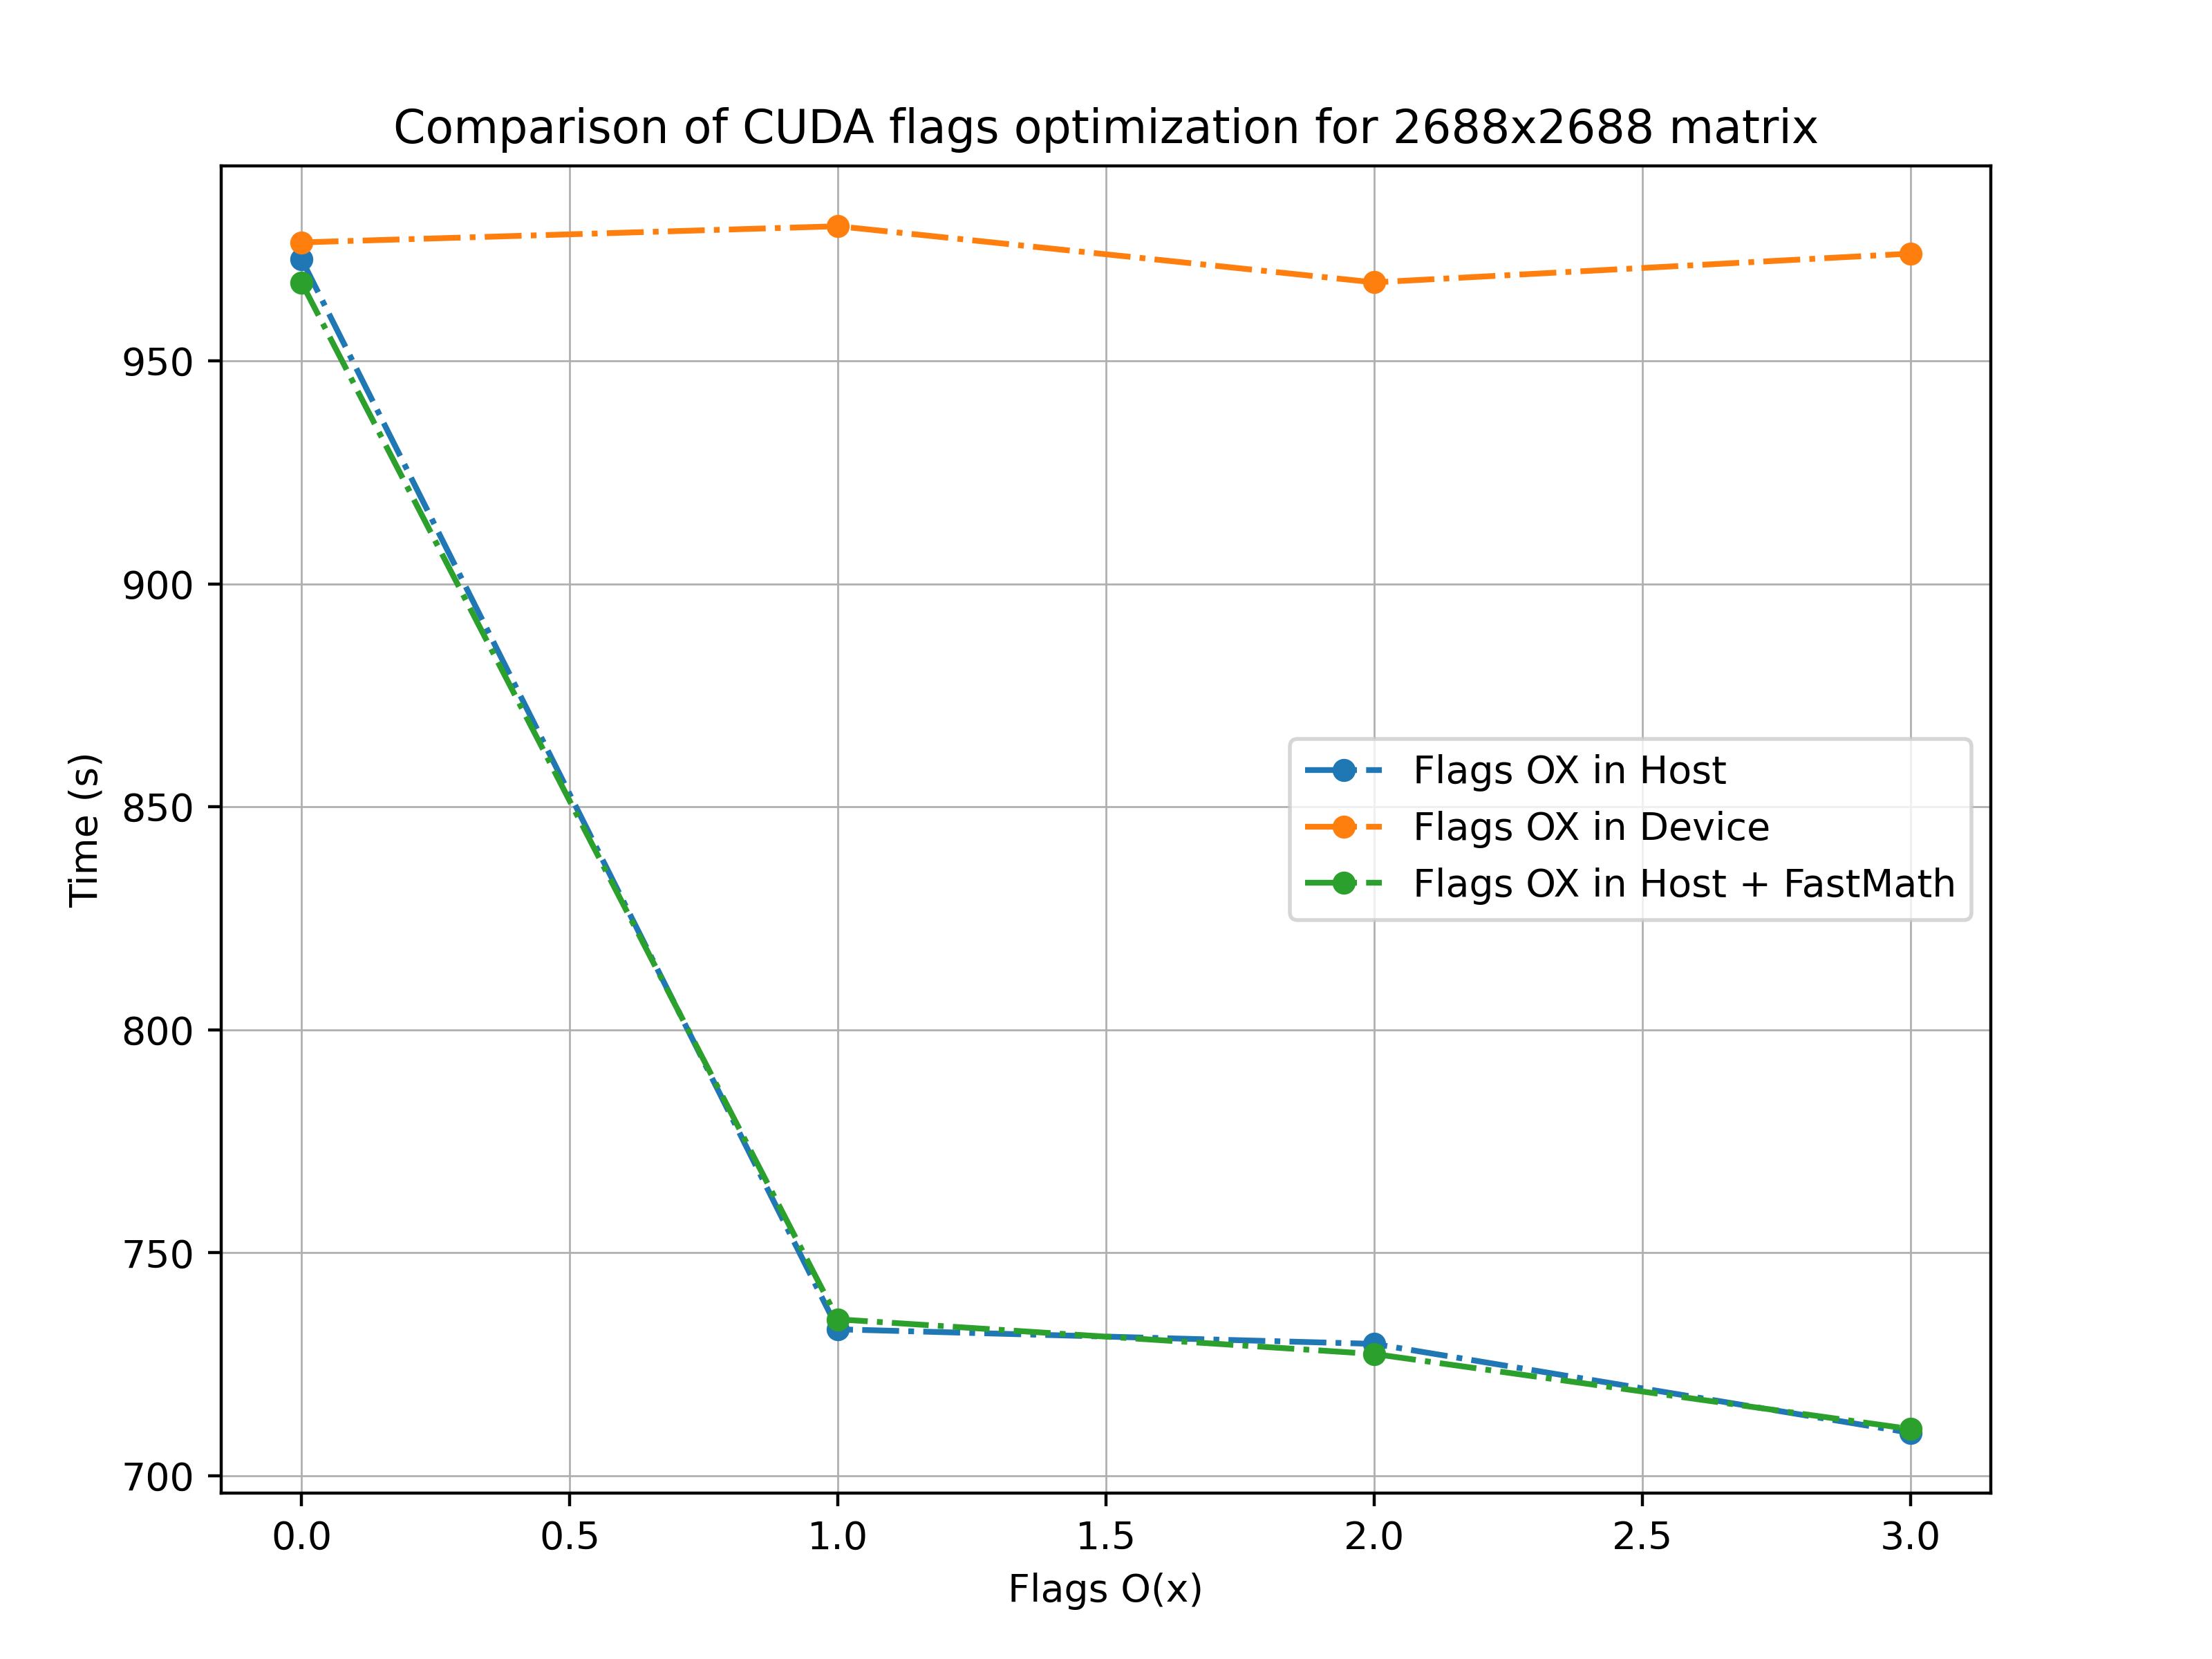 Comparison of CUDA flags optimization for 2688x2688 matrix
Time (s)
950
900
850
800
750
700
Flags OX in Host
Flags OX in Device
Flags OX in Host + FastMath
0.0 0.5 1.0 1.5 2.0 2.5 3.0
Flags O(x)